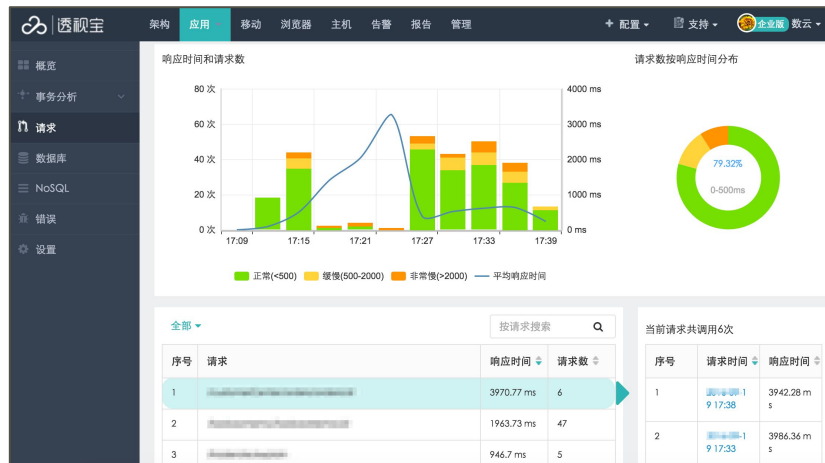 透视宝
架构 应用 移动 浏览器 主机 告警 报告 管理 + 配置 支持 企业版 数云
概览
事务分析
请求
数据库
NoSQL
错误
设置
响应时间和请求数
80 次
60 次
40 次
20 次
0 次
4000 ms
3000 ms
2000 ms
1000 ms
0 ms
17:09 17:15 17:21 17:27 17:33 17:39
正常(<500) 缓慢(500-2000) 非常慢(>2000) 平均响应时间
请求数按响应时间分布
79.32%
0-500ms
全部 按请求搜索
序号 请求 响应时间 请求数
1 3970.77 ms 6
2 1963.73 ms 47
3 946.7 ms 5
当前请求共调用6次
序号 请求时间 响应时间
1 3942.28 m
9 17:38 s
2 3986.36 m
9 17:33 s